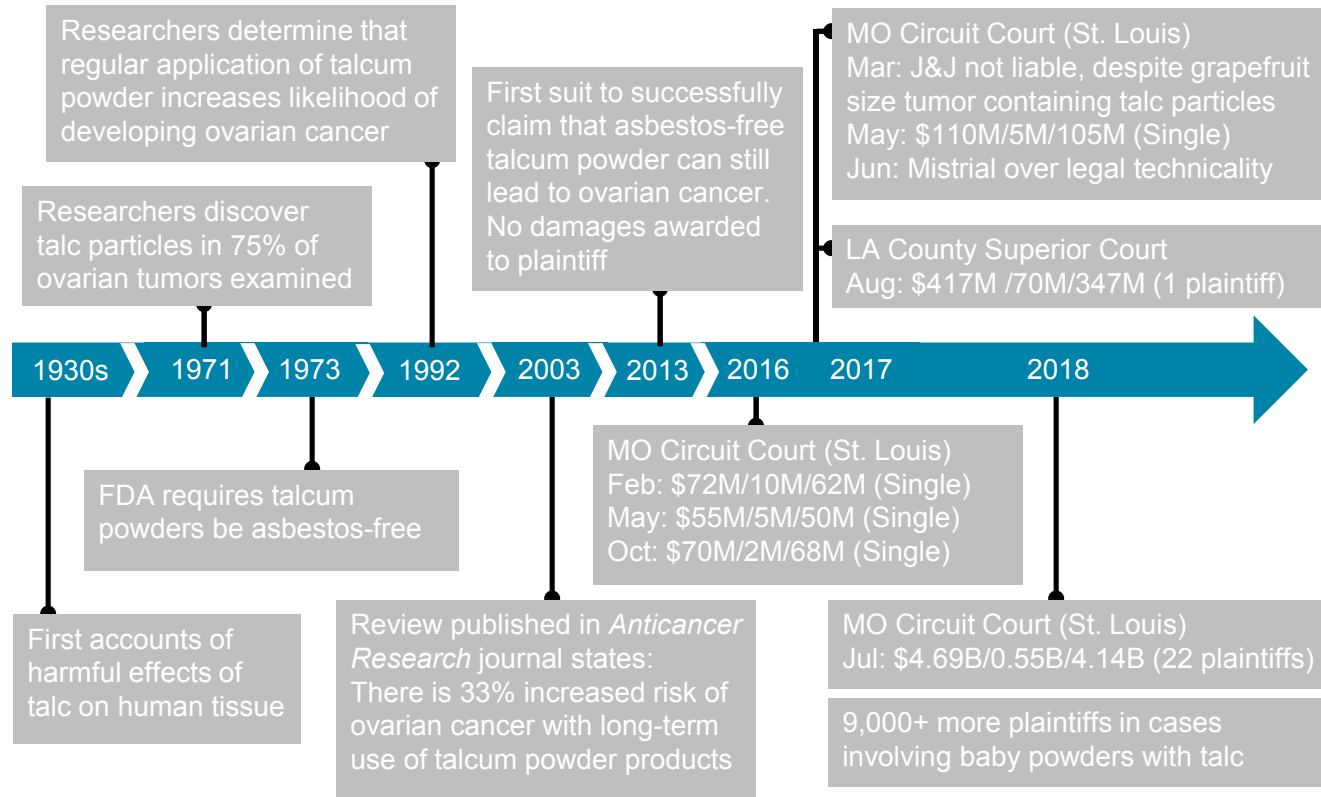 Researchers determine that
regular application of talcum
powder increases likelihood of
developing ovarian cancer
Researchers discover
talc particles in 75% of
ovarian tumors examined
First suit to successfully
claim that asbestos-free
talcum powder can still
lead to ovarian cancer.
No damages awarded
to plaintiff
MO Circuit Court (St. Louis)
Mar: J&J not liable, despite grapefruit
size tumor containing talc particles
May: $110M/5M/105M (Single)
Jun: Mistrial over legal technicality
LA County Superior Court
Aug: $417M /70M/347M (1 plaintiff)
1930s 1971 1973 1992 2003 2013 2016 2017 2018
FDA requires talcum
powders be asbestos-free
First accounts of
harmful effects of
talc on human tissue
Review published in Anticancer
Research journal states:
There is 33% increased risk of
ovarian cancer with long-term
use of talcum powder products
MO Circuit Court (St. Louis)
Feb: $72M/10M/62M (Single)
May: $55M/5M/50M (Single)
Oct: $70M/2M/68M (Single)
MO Circuit Court (St. Louis)
Jul: $4.69B/0.55B/4.14B (22 plaintiffs)
9,000+ more plaintiffs in cases
involving baby powders with talc